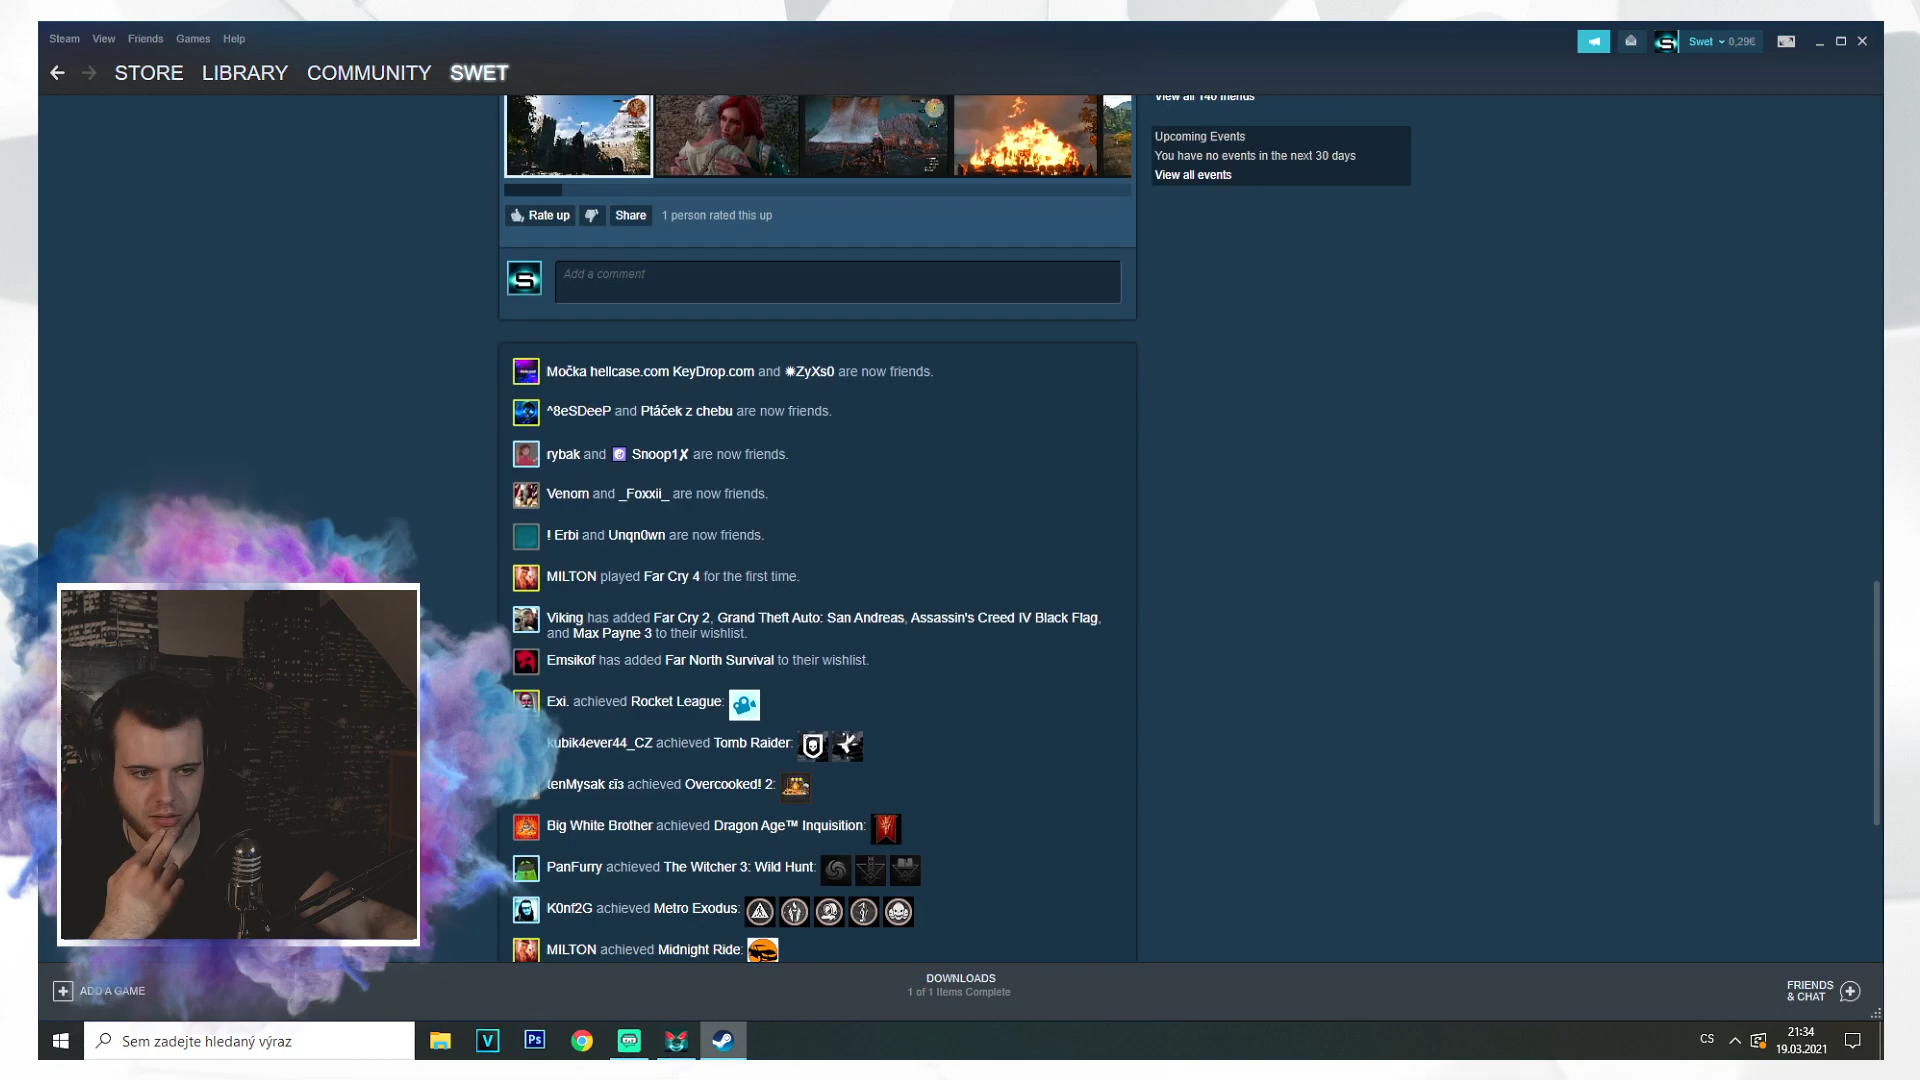 Steam View Friends Games Help
Swet 0,29€
STORE LIBRARY COMMUNITY SWET
View all 140 friends
Upcoming Events
You have no events in the next 30 days
View all events
Rate up Share 1 person rated this up
Add a comment
Močka hellcase.com KeyDrop.com and ✹ZyXs0 are now friends.
^8eSDeeP and Ptáček z chebu are now friends.
rybak and Snoop1X are now friends.
Venom and _Foxxii_ are now friends.
! Erbi and Unqn0wn are now friends.
MILTON played Far Cry 4 for the first time.
Viking has added Far Cry 2, Grand Theft Auto: San Andreas, Assassin's Creed IV Black Flag,
and Max Payne 3 to their wishlist.
Emsikof has added Far North Survival to their wishlist.
Exi. achieved Rocket League:
kubik4ever44_CZ achieved Tomb Raider:
tenMysak εïз achieved Overcooked! 2:
Big White Brother achieved Dragon Age™ Inquisition:
PanFurry achieved The Witcher 3: Wild Hunt:
K0nf2G achieved Metro Exodus:
MILTON achieved Midnight Ride:
ADD A GAME
DOWNLOADS
1 of 1 Items Complete
FRIENDS
& CHAT
Sem zadejte hledaný výraz
V
Ps
CS
21:34
19.03.2021